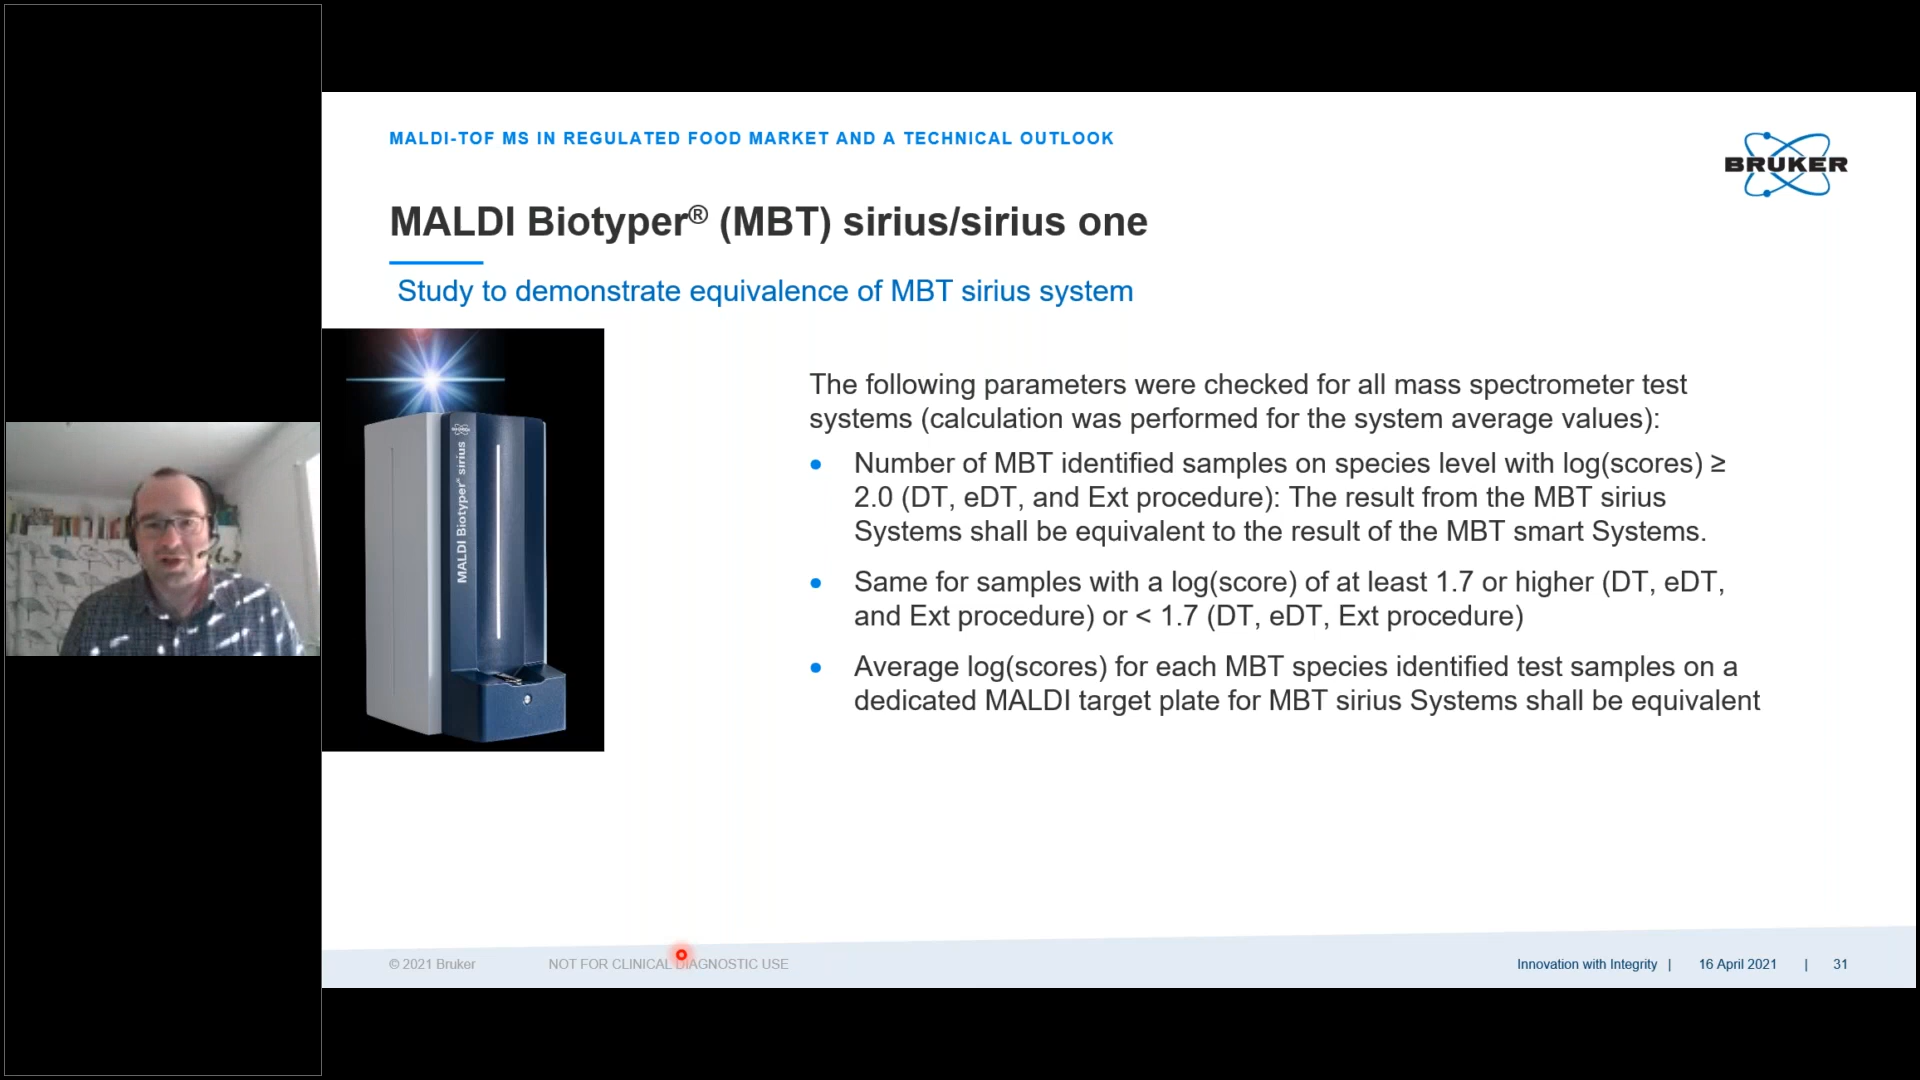 MALDI-TOF MS IN REGULATED FOOD MARKET AND A TECHNICAL OUTLOOK
BRUKER
MALDI Biotyper® (MBT) sirius/sirius one
Study to demonstrate equivalence of MBT sirius system
MALDI Biotyper® sirius
The following parameters were checked for all mass spectrometer test
systems (calculation was performed for the system average values):
• Number of MBT identified samples on species level with log(scores) ≥
2.0 (DT, eDT, and Ext procedure): The result from the MBT sirius
Systems shall be equivalent to the result of the MBT smart Systems.
• Same for samples with a log(score) of at least 1.7 or higher (DT, eDT,
and Ext procedure) or < 1.7 (DT, eDT, Ext procedure)
• Average log(scores) for each MBT species identified test samples on a
dedicated MALDI target plate for MBT sirius Systems shall be equivalent
© 2021 Bruker NOT FOR CLINICAL DIAGNOSTIC USE Innovation with Integrity | 16 April 2021 | 31